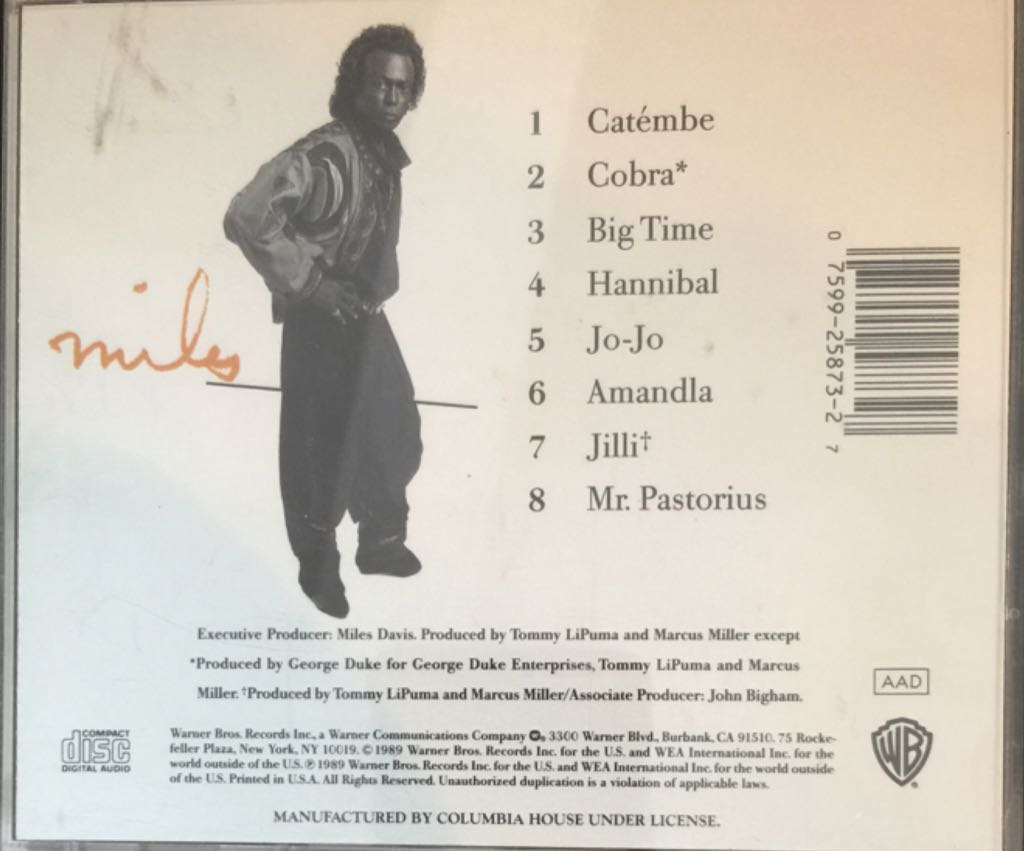 1 Catémbe
2 Cobra*
3 Big Time
4 Hannibal
5 Jo-Jo
6 Amandla
7 Jilli†
8 Mr. Pastorius
miles
0 7599-25873-2 7
Executive Producer: Miles Davis. Produced by Tommy LiPuma and Marcus Miller except
*Produced by George Duke for George Duke Enterprises, Tommy LiPuma and Marcus
Miller. †Produced by Tommy LiPuma and Marcus Miller/Associate Producer: John Bigham.
AAD
COMPACT
disc
DIGITAL AUDIO
Warner Bros. Records Inc., a Warner Communications Company 3300 Warner Blvd., Burbank, CA 91510. 75 Rocke-
feller Plaza, New York, NY 10019. © 1989 Warner Bros. Records Inc. for the U.S. and WEA International Inc. for the
world outside of the U.S. ℗ 1989 Warner Bros. Records Inc. for the U.S. and WEA International Inc. for the world outside
of the U.S. Printed in U.S.A. All Rights Reserved. Unauthorized duplication is a violation of applicable laws.
WB
MANUFACTURED BY COLUMBIA HOUSE UNDER LICENSE.